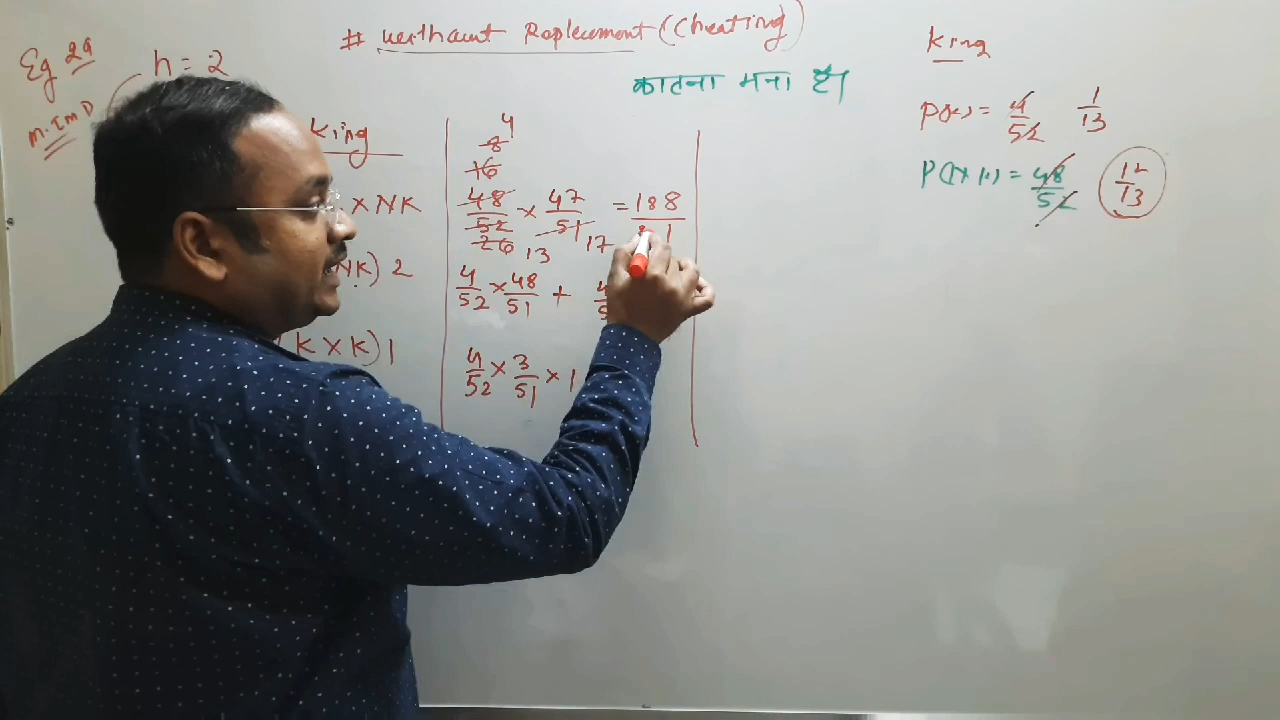 # without Replcement (Cheating)
काटना मना है।
Eg 29
n = 2
M. Imp
King
K X NK
NK) 2
(K X K) 1
4
8
16
48/52 × 47/51 = 188/ 1
26 13 17
4/52 × 48/51 +
4/52 × 3/51 × 1
King
P(K) = 4/52 1/13
P(NK) = 48/52 12/13